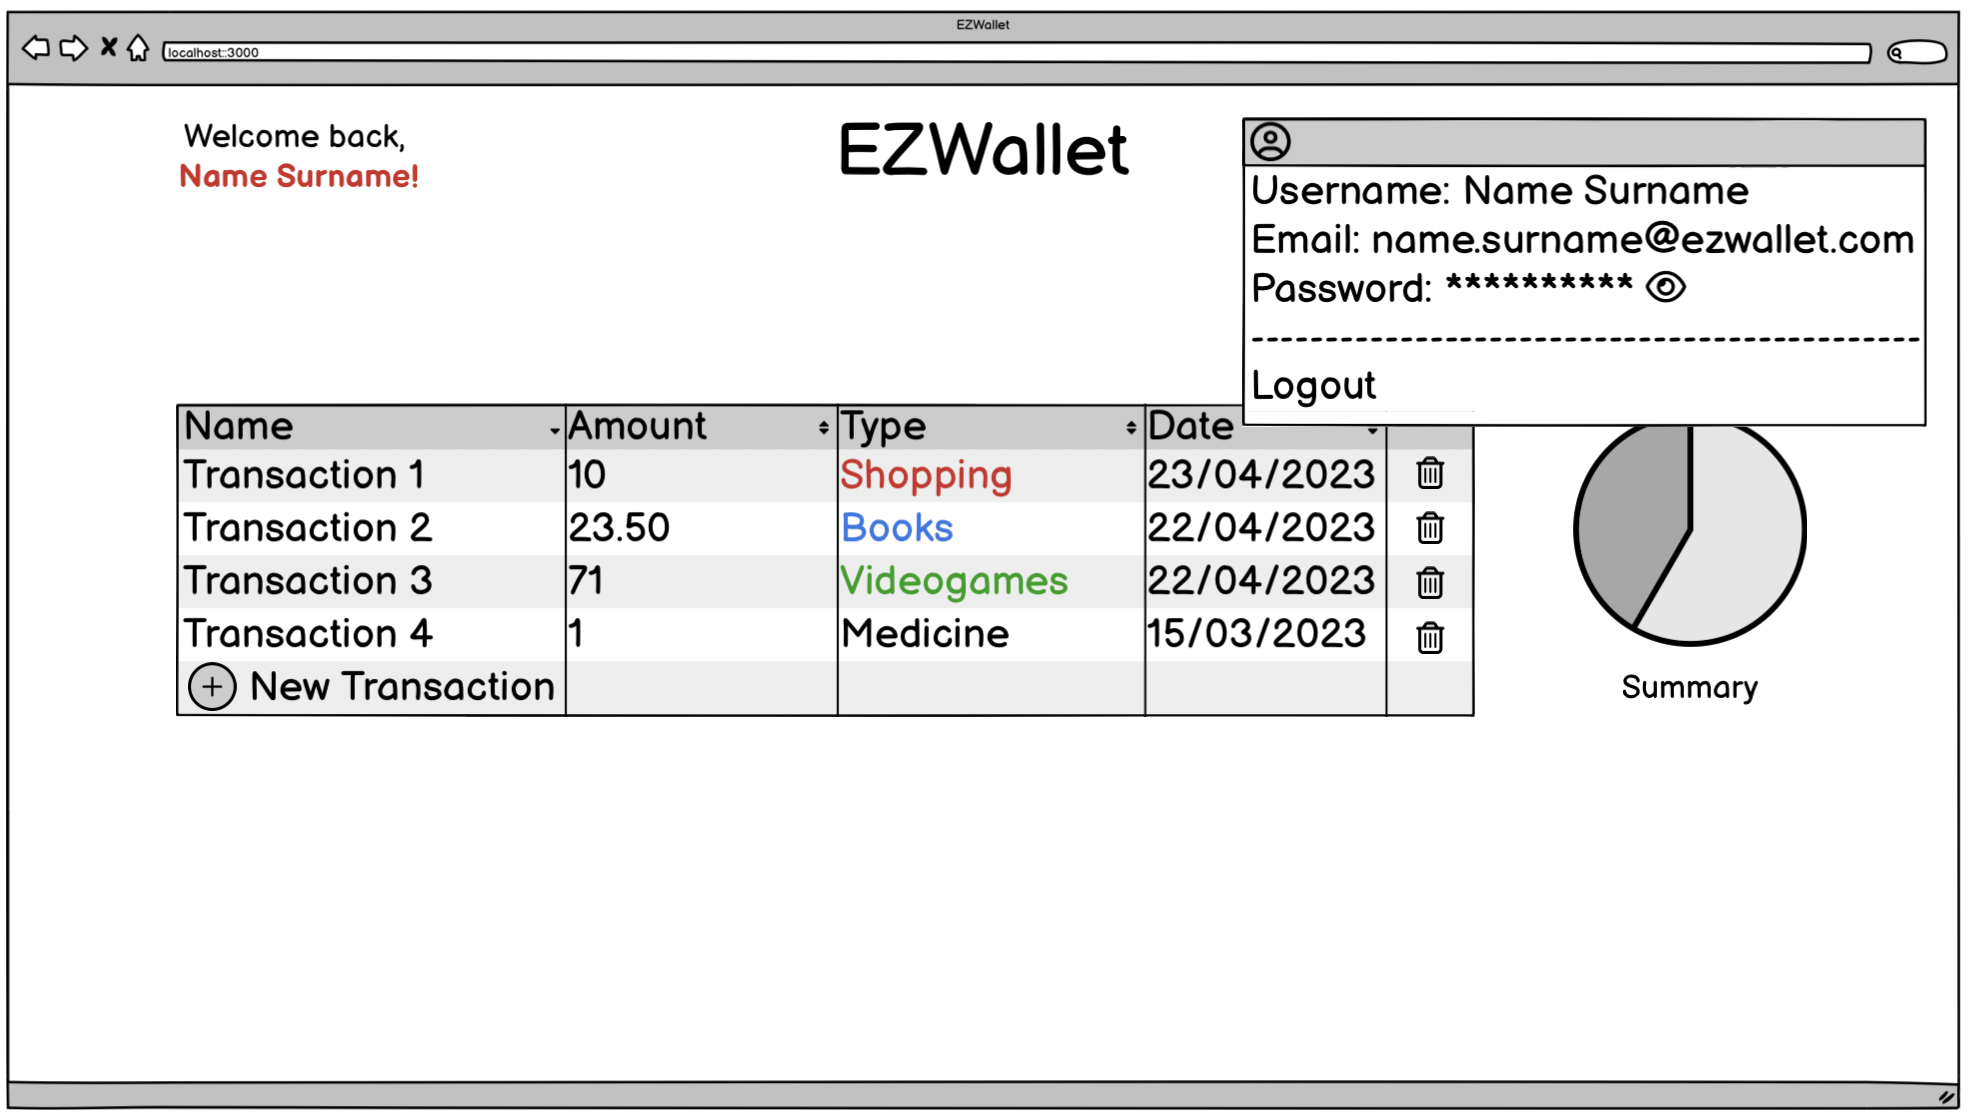 EZWallet
localhost::3000
Welcome back,
Name Surname!
EZWallet
Username: Name Surname
Email: name.surname@ezwallet.com
Password: **********
Logout
Name Amount Type Date
Transaction 1 10 Shopping 23/04/2023
Transaction 2 23.50 Books 22/04/2023
Transaction 3 71 Videogames 22/04/2023
Transaction 4 1 Medicine 15/03/2023
+ New Transaction
Summary